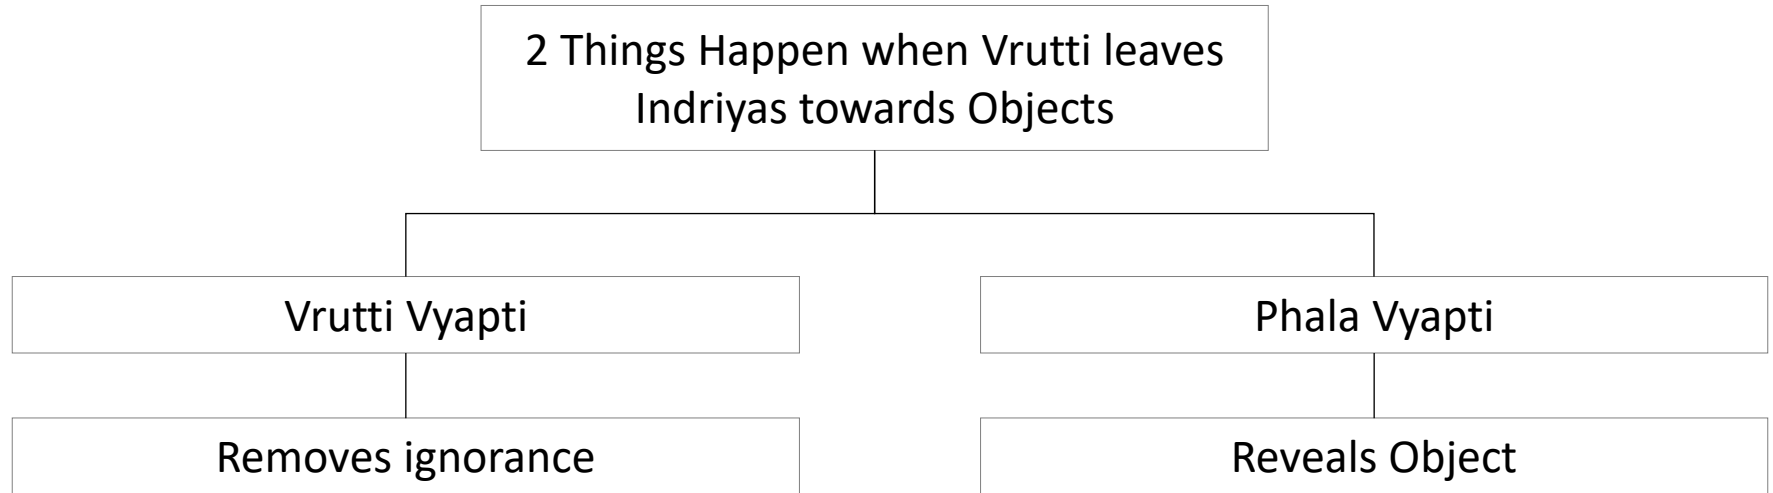 2 Things Happen when Vrutti leaves
Indriyas towards Objects
Vrutti Vyapti
Phala Vyapti
Removes ignorance
Reveals Object